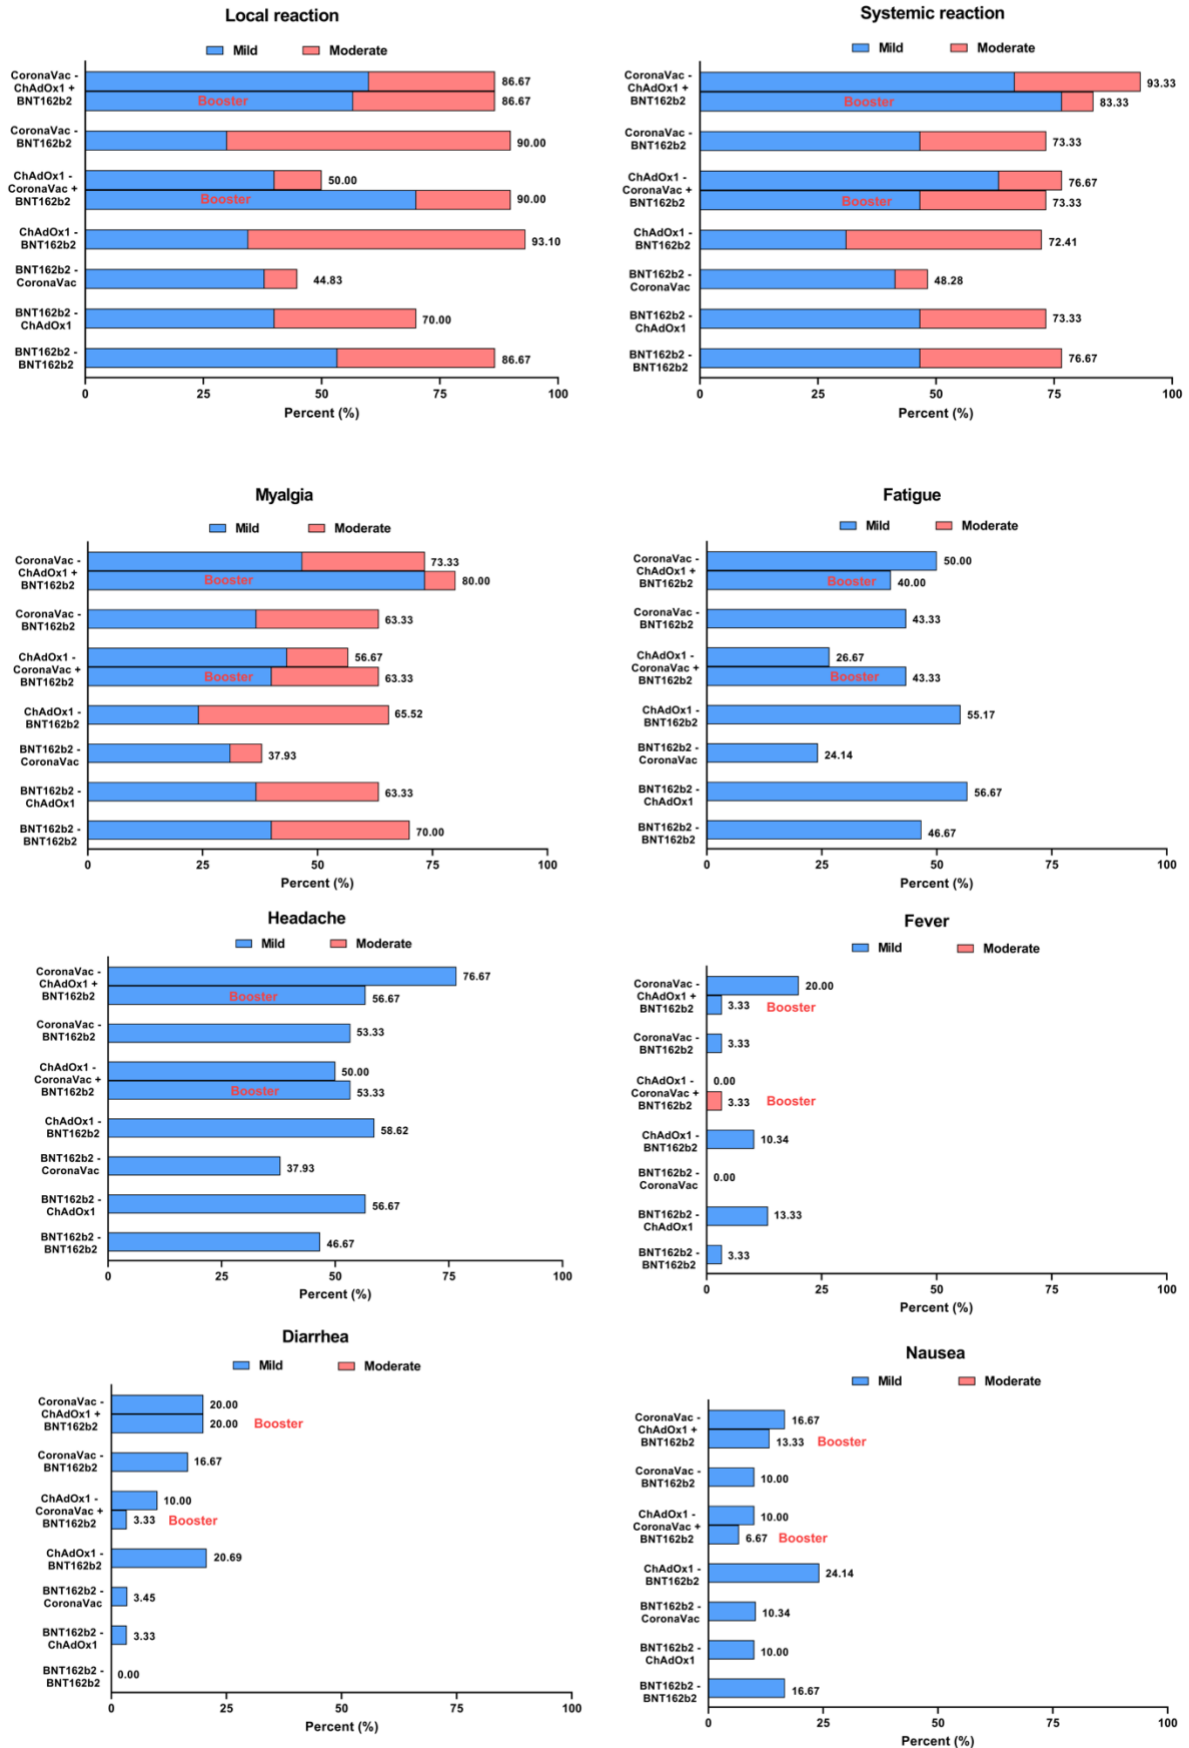 Local reaction
Mild Moderate
CoronaVac -
ChAdOx1 +
BNT162b2
86.67
Booster 86.67
CoronaVac -
BNT162b2
90.00
ChAdOx1 -
CoronaVac +
BNT162b2
50.00
Booster 90.00
ChAdOx1 -
BNT162b2
93.10
BNT162b2 -
CoronaVac
44.83
BNT162b2 -
ChAdOx1
70.00
BNT162b2 -
BNT162b2
86.67
0 25 50 75 100
Percent (%)
Systemic reaction
Mild Moderate
CoronaVac -
ChAdOx1 +
BNT162b2
93.33
Booster 83.33
CoronaVac -
BNT162b2
73.33
ChAdOx1 -
CoronaVac +
BNT162b2
76.67
Booster 73.33
ChAdOx1 -
BNT162b2
72.41
BNT162b2 -
CoronaVac
48.28
BNT162b2 -
ChAdOx1
73.33
BNT162b2 -
BNT162b2
76.67
0 25 50 75 100
Percent (%)
Myalgia
Mild Moderate
CoronaVac -
ChAdOx1 +
BNT162b2
73.33
Booster 80.00
CoronaVac -
BNT162b2
63.33
ChAdOx1 -
CoronaVac +
BNT162b2
56.67
Booster 63.33
ChAdOx1 -
BNT162b2
65.52
BNT162b2 -
CoronaVac
37.93
BNT162b2 -
ChAdOx1
63.33
BNT162b2 -
BNT162b2
70.00
0 25 50 75 100
Percent (%)
Fatigue
Mild Moderate
CoronaVac -
ChAdOx1 +
BNT162b2
50.00
Booster 40.00
CoronaVac -
BNT162b2
43.33
ChAdOx1 -
CoronaVac +
BNT162b2
26.67
Booster 43.33
ChAdOx1 -
BNT162b2
55.17
BNT162b2 -
CoronaVac
24.14
BNT162b2 -
ChAdOx1
56.67
BNT162b2 -
BNT162b2
46.67
0 25 50 75 100
Percent (%)
Headache
Mild Moderate
CoronaVac -
ChAdOx1 +
BNT162b2
76.67
Booster 56.67
CoronaVac -
BNT162b2
53.33
ChAdOx1 -
CoronaVac +
BNT162b2
50.00
Booster 53.33
ChAdOx1 -
BNT162b2
58.62
BNT162b2 -
CoronaVac
37.93
BNT162b2 -
ChAdOx1
56.67
BNT162b2 -
BNT162b2
46.67
0 25 50 75 100
Percent (%)
Fever
Mild Moderate
CoronaVac -
ChAdOx1 +
BNT162b2
20.00
3.33 Booster
CoronaVac -
BNT162b2
3.33
ChAdOx1 -
CoronaVac +
BNT162b2
0.00
3.33 Booster
ChAdOx1 -
BNT162b2
10.34
BNT162b2 -
CoronaVac
0.00
BNT162b2 -
ChAdOx1
13.33
BNT162b2 -
BNT162b2
3.33
0 25 50 75 100
Percent (%)
Diarrhea
Mild Moderate
CoronaVac -
ChAdOx1 +
BNT162b2
20.00
20.00 Booster
CoronaVac -
BNT162b2
16.67
ChAdOx1 -
CoronaVac +
BNT162b2
10.00
3.33 Booster
ChAdOx1 -
BNT162b2
20.69
BNT162b2 -
CoronaVac
3.45
BNT162b2 -
ChAdOx1
3.33
BNT162b2 -
BNT162b2
0.00
0 25 50 75 100
Percent (%)
Nausea
Mild Moderate
CoronaVac -
ChAdOx1 +
BNT162b2
16.67
13.33 Booster
CoronaVac -
BNT162b2
10.00
ChAdOx1 -
CoronaVac +
BNT162b2
10.00
6.67 Booster
ChAdOx1 -
BNT162b2
24.14
BNT162b2 -
CoronaVac
10.34
BNT162b2 -
ChAdOx1
10.00
BNT162b2 -
BNT162b2
16.67
0 25 50 75 100
Percent (%)